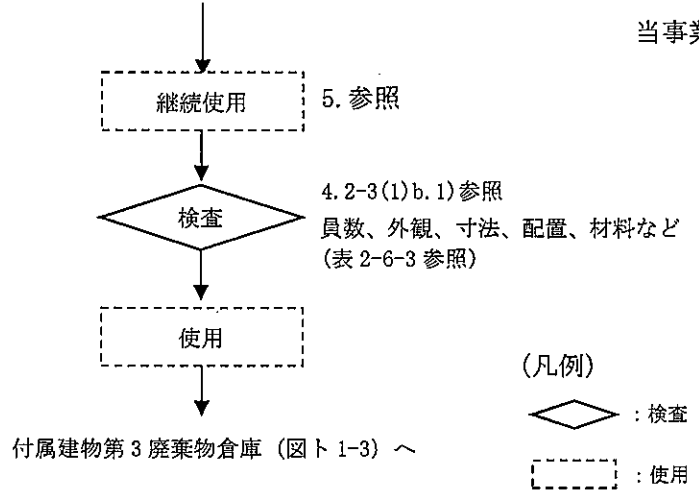 当事業
継続使用
5.参照
検査
4.2-3(1)b.1)参照
員数、外観、寸法、配置、材料など
(表 2-6-3 参照)
使用
付属建物第3廃棄物倉庫 (図ト 1-3) へ
(凡例)
：検査
：使用